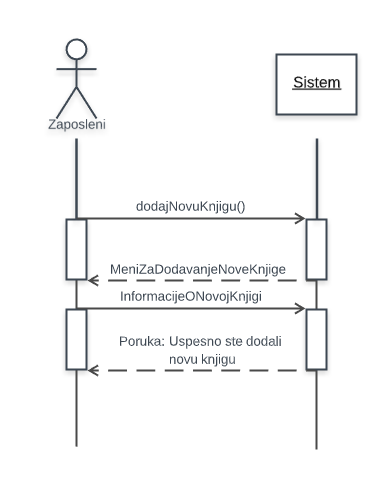 Zaposleni
Sistem
dodajNovuKnjigu()
MeniZaDodavanjeNoveKnjige
InformacijeONovojKnjigi
Poruka: Uspesno ste dodali
novu knjigu